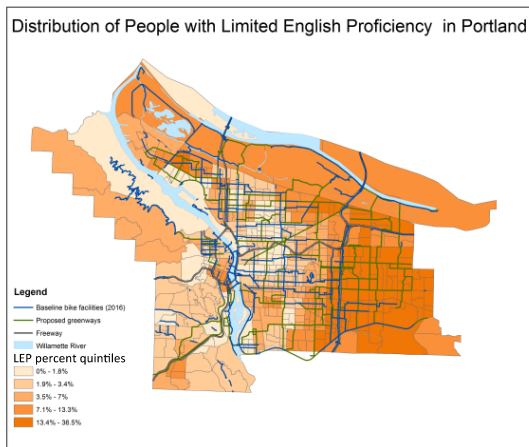 Distribution of People with Limited English Proficiency in Portland
Legend
Baseline bike facilities (2016)
Proposed greenways
Freeway
Willamette River
LEP percent quintiles
0% - 1.8%
1.9% - 3.4%
3.5% - 7%
7.1% - 13.3%
13.4% - 36.5%